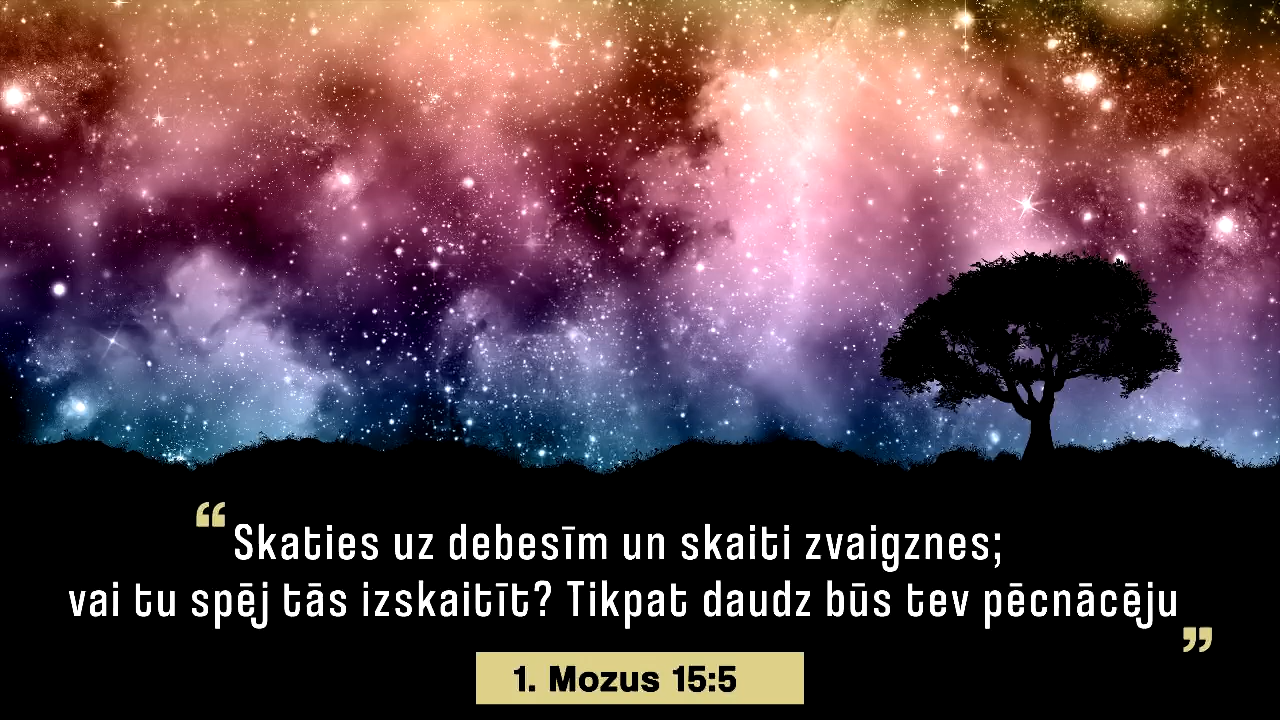 “Skaties uz debesīm un skaiti zvaigznes;
vai tu spēj tās izskaitīt? Tikpat daudz būs tev pēcnācēju”
1. Mozus 15:5